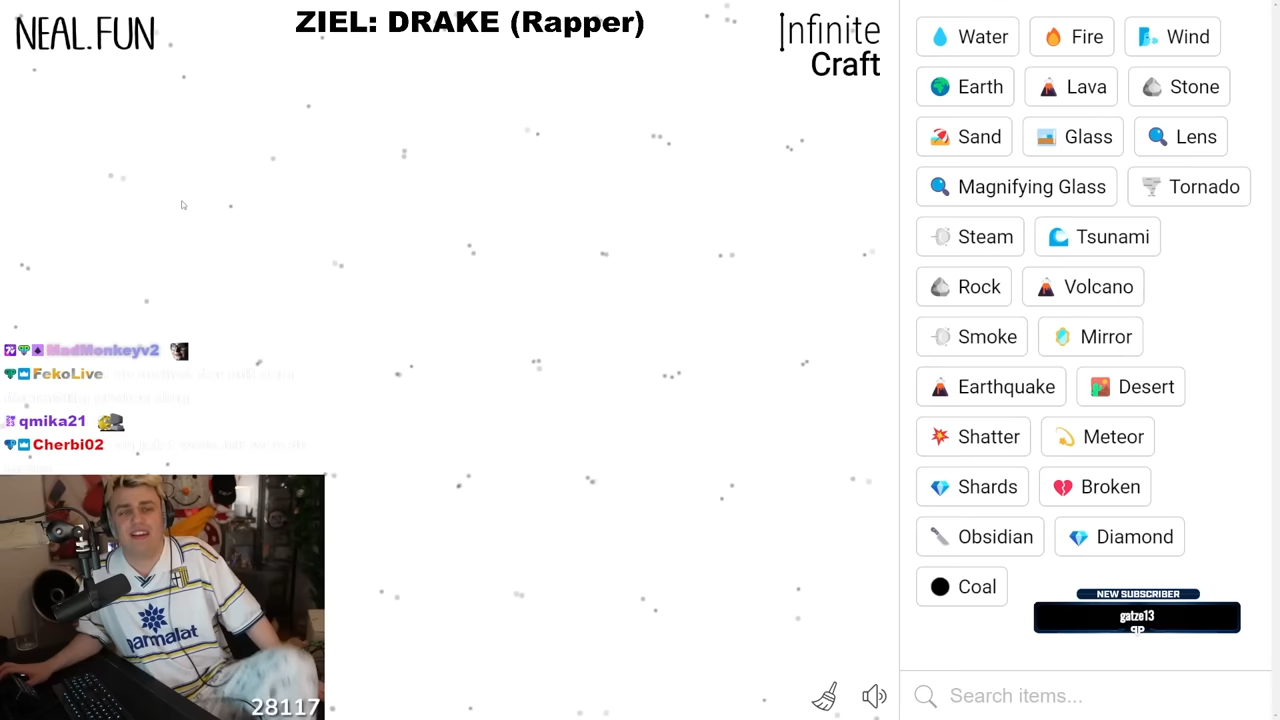 NEAL.FUN
ZIEL: DRAKE (Rapper)
Infinite
Craft
Water
Fire
Wind
Earth
Lava
Stone
Sand
Glass
Lens
Magnifying Glass
Tornado
Steam
Tsunami
Rock
Volcano
Smoke
Mirror
Earthquake
Desert
Shatter
Meteor
Shards
Broken
Obsidian
Diamond
Coal
NEW SUBSCRIBER
gatze13
Search items...
MadMonkeyv2
FekoLive
qmika21
Cherbi02
parmalat
28117